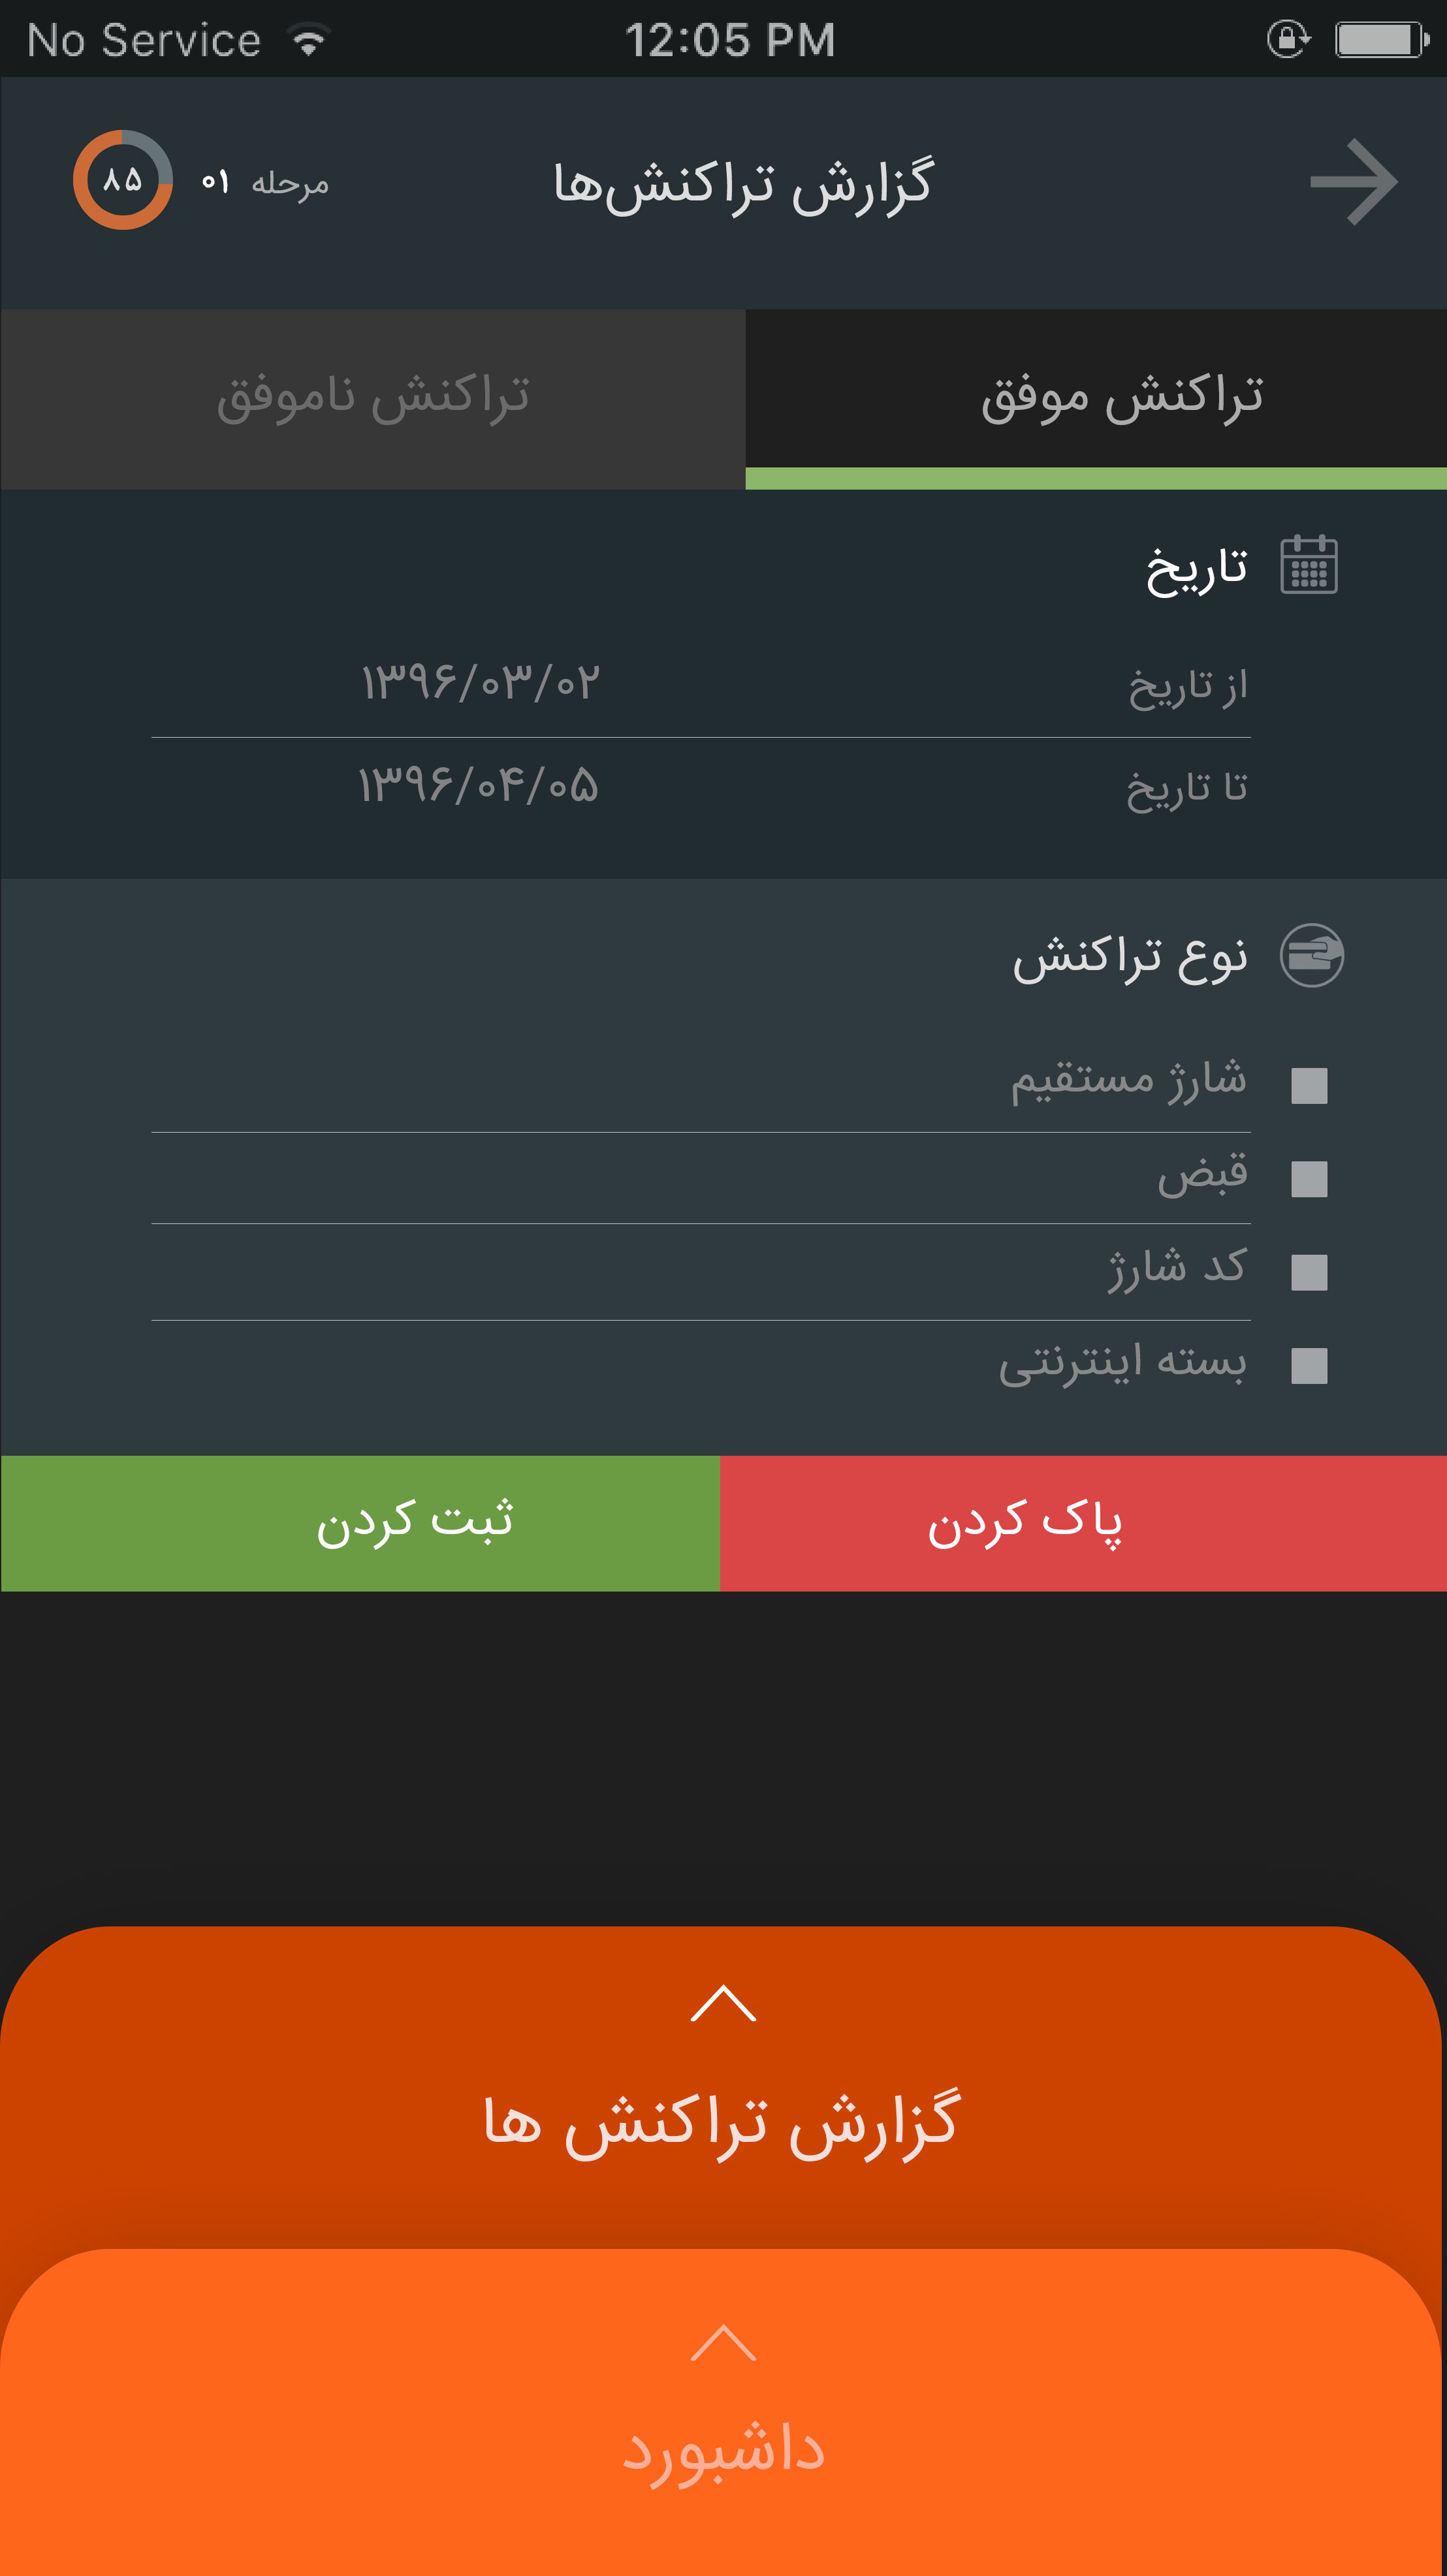 No Service 12:05 PM
گزارش تراکنش‌ها مرحله ۰۱ ۸۵
تراکنش موفق تراکنش ناموفق
تاریخ
از تاریخ ۱۳۹۶/۰۳/۰۲
تا تاریخ ۱۳۹۶/۰۴/۰۵
نوع تراکنش
شارژ مستقیم
قبض
کد شارژ
بسته اینترنتی
پاک کردن ثبت کردن
گزارش تراکنش ها
داشبورد